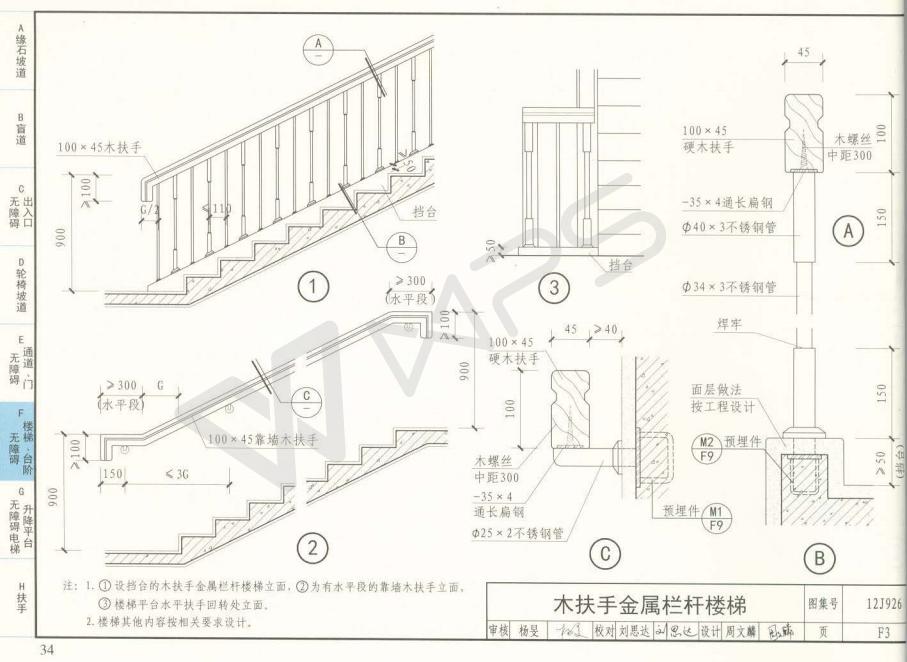 A 缘石坡道
B 盲道
C 无障碍出入口
D 轮椅坡道
E 无障碍通道、门
F 无障碍楼梯、台阶
G 无障碍电梯升降平台
H 扶手
A
—
100×45木扶手
≥100
G/2
≤110
≥50
900
挡台
B
—
1
≥300
(水平段)
≥100
900
≥300
G
(水平段)
C
—
≥100
100×45靠墙木扶手
150
≤3G
900
2
≥50
挡台
3
45
≥40
100×45
硬木扶手
100
木螺丝
中距300
-35×4
通长扁钢
Φ25×2不锈钢管
预埋件
M1
F9
C
45
100×45
硬木扶手
木螺丝
中距300
100
-35×4通长扁钢
Φ40×3不锈钢管
150
A
Φ34×3不锈钢管
焊牢
面层做法
按工程设计
150
M2
F9
预埋件
≥50
(挡台)
B
WPS
注: 1. ①设挡台的木扶手金属栏杆楼梯立面,②为有水平段的靠墙木扶手立面,
③楼梯平台水平扶手回转处立面。
2.楼梯其他内容按相关要求设计。
木扶手金属栏杆楼梯
图集号
12J926
审核 杨旻 校对 刘思达 刘思达 设计 周文麟
页
F3
34